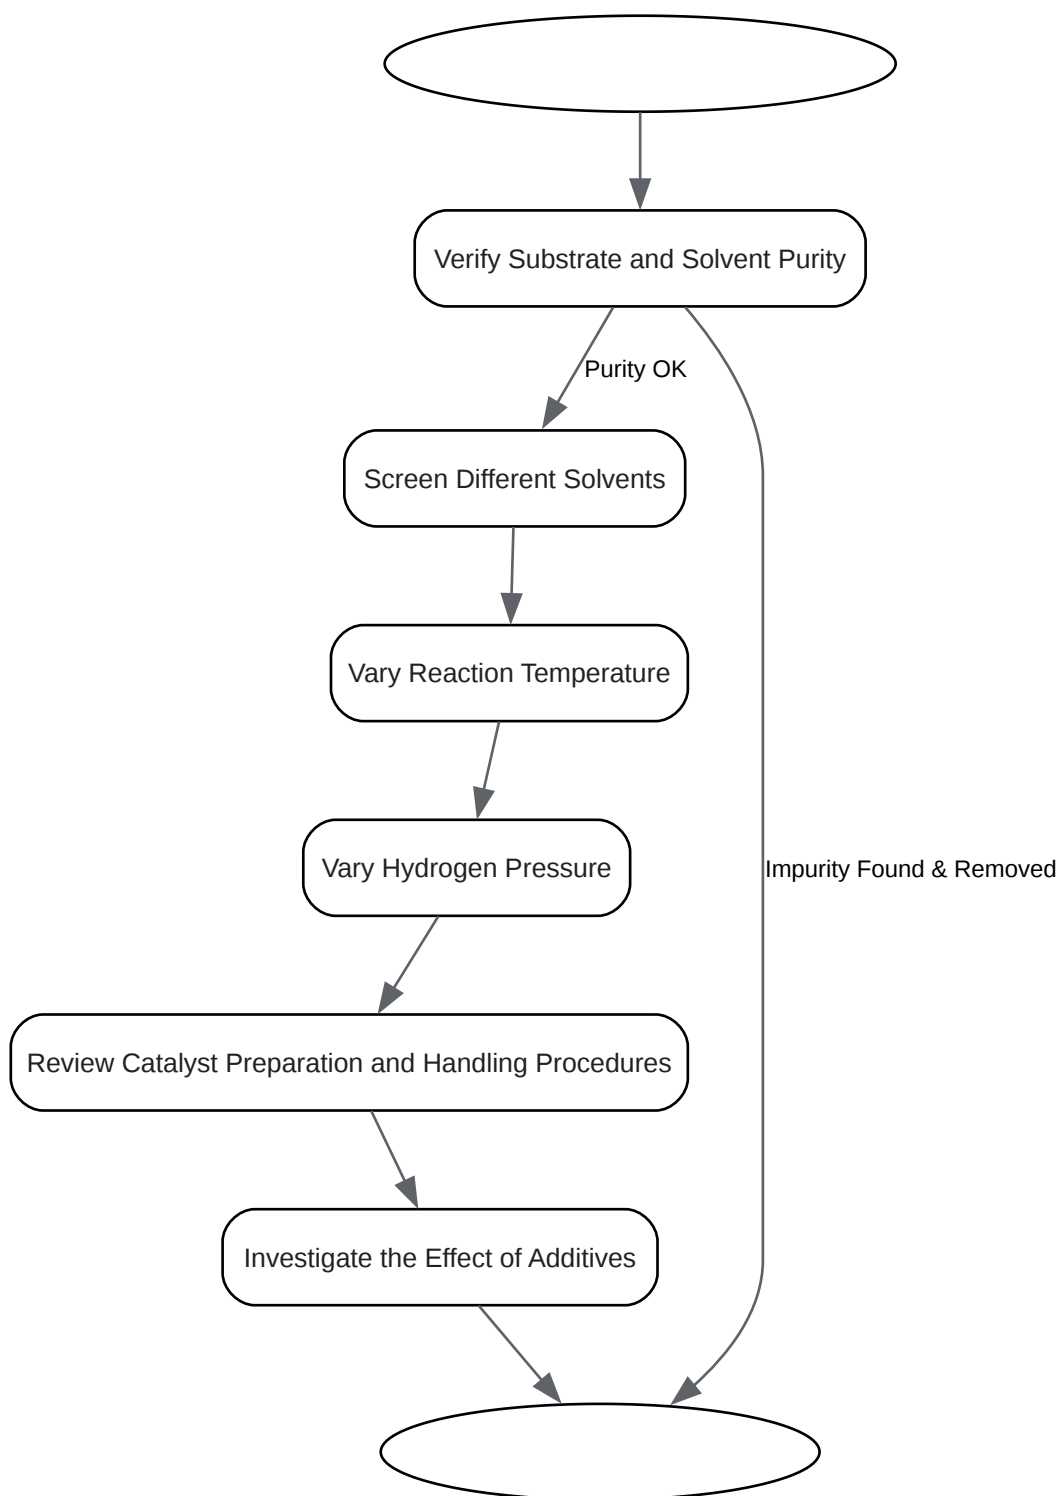 Verify Substrate and Solvent Purity
Purity OK
Screen Different Solvents
Vary Reaction Temperature
Vary Hydrogen Pressure
Impurity Found & Removed
Review Catalyst Preparation and Handling Procedures
Investigate the Effect of Additives